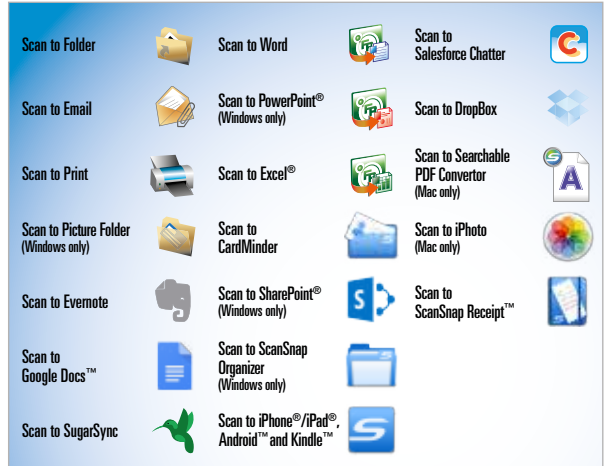 Scan to Folder
Scan to Email
Scan to Print
Scan to Picture Folder
(Windows only)
Scan to Evernote
Scan to
Google Docs™
Scan to SugarSync
Scan to Word
Scan to PowerPoint®
(Windows only)
Scan to Excel®
Scan to
CardMinder
Scan to SharePoint®
(Windows only)
Scan to ScanSnap
Organizer
(Windows only)
Scan to iPhone®/iPad®,
Android™ and Kindle™
Scan to
Salesforce Chatter
Scan to DropBox
Scan to Searchable
PDF Convertor
(Mac only)
Scan to iPhoto
(Mac only)
Scan to
ScanSnap Receipt™